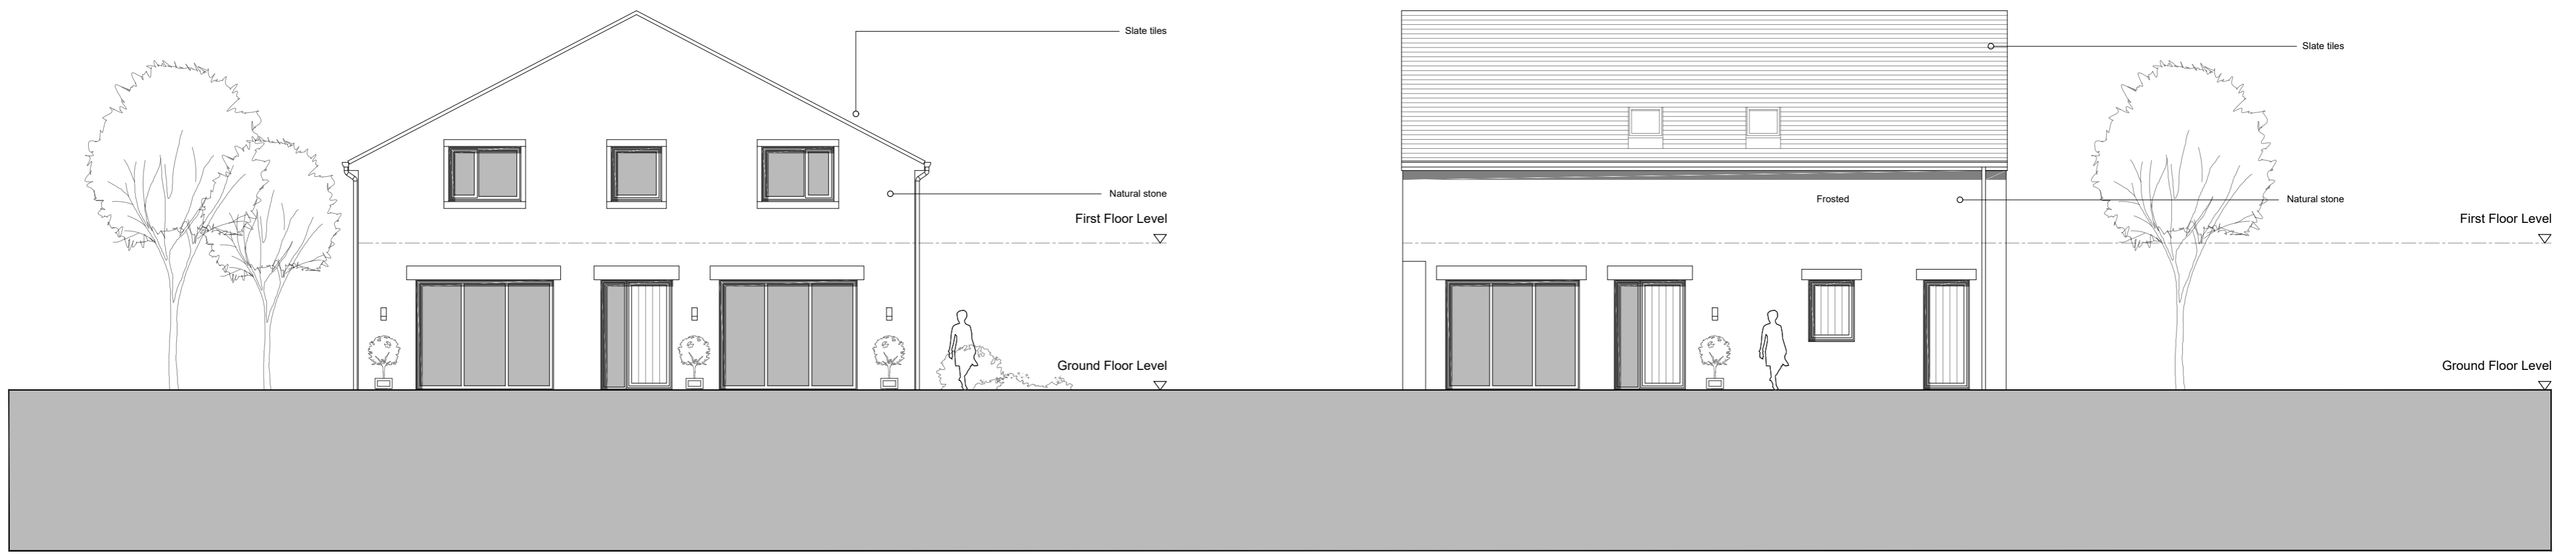 Slate tiles
Natural stone
First Floor Level
Ground Floor Level
Slate tiles
Frosted
Natural stone
First Floor Level
Ground Floor Level